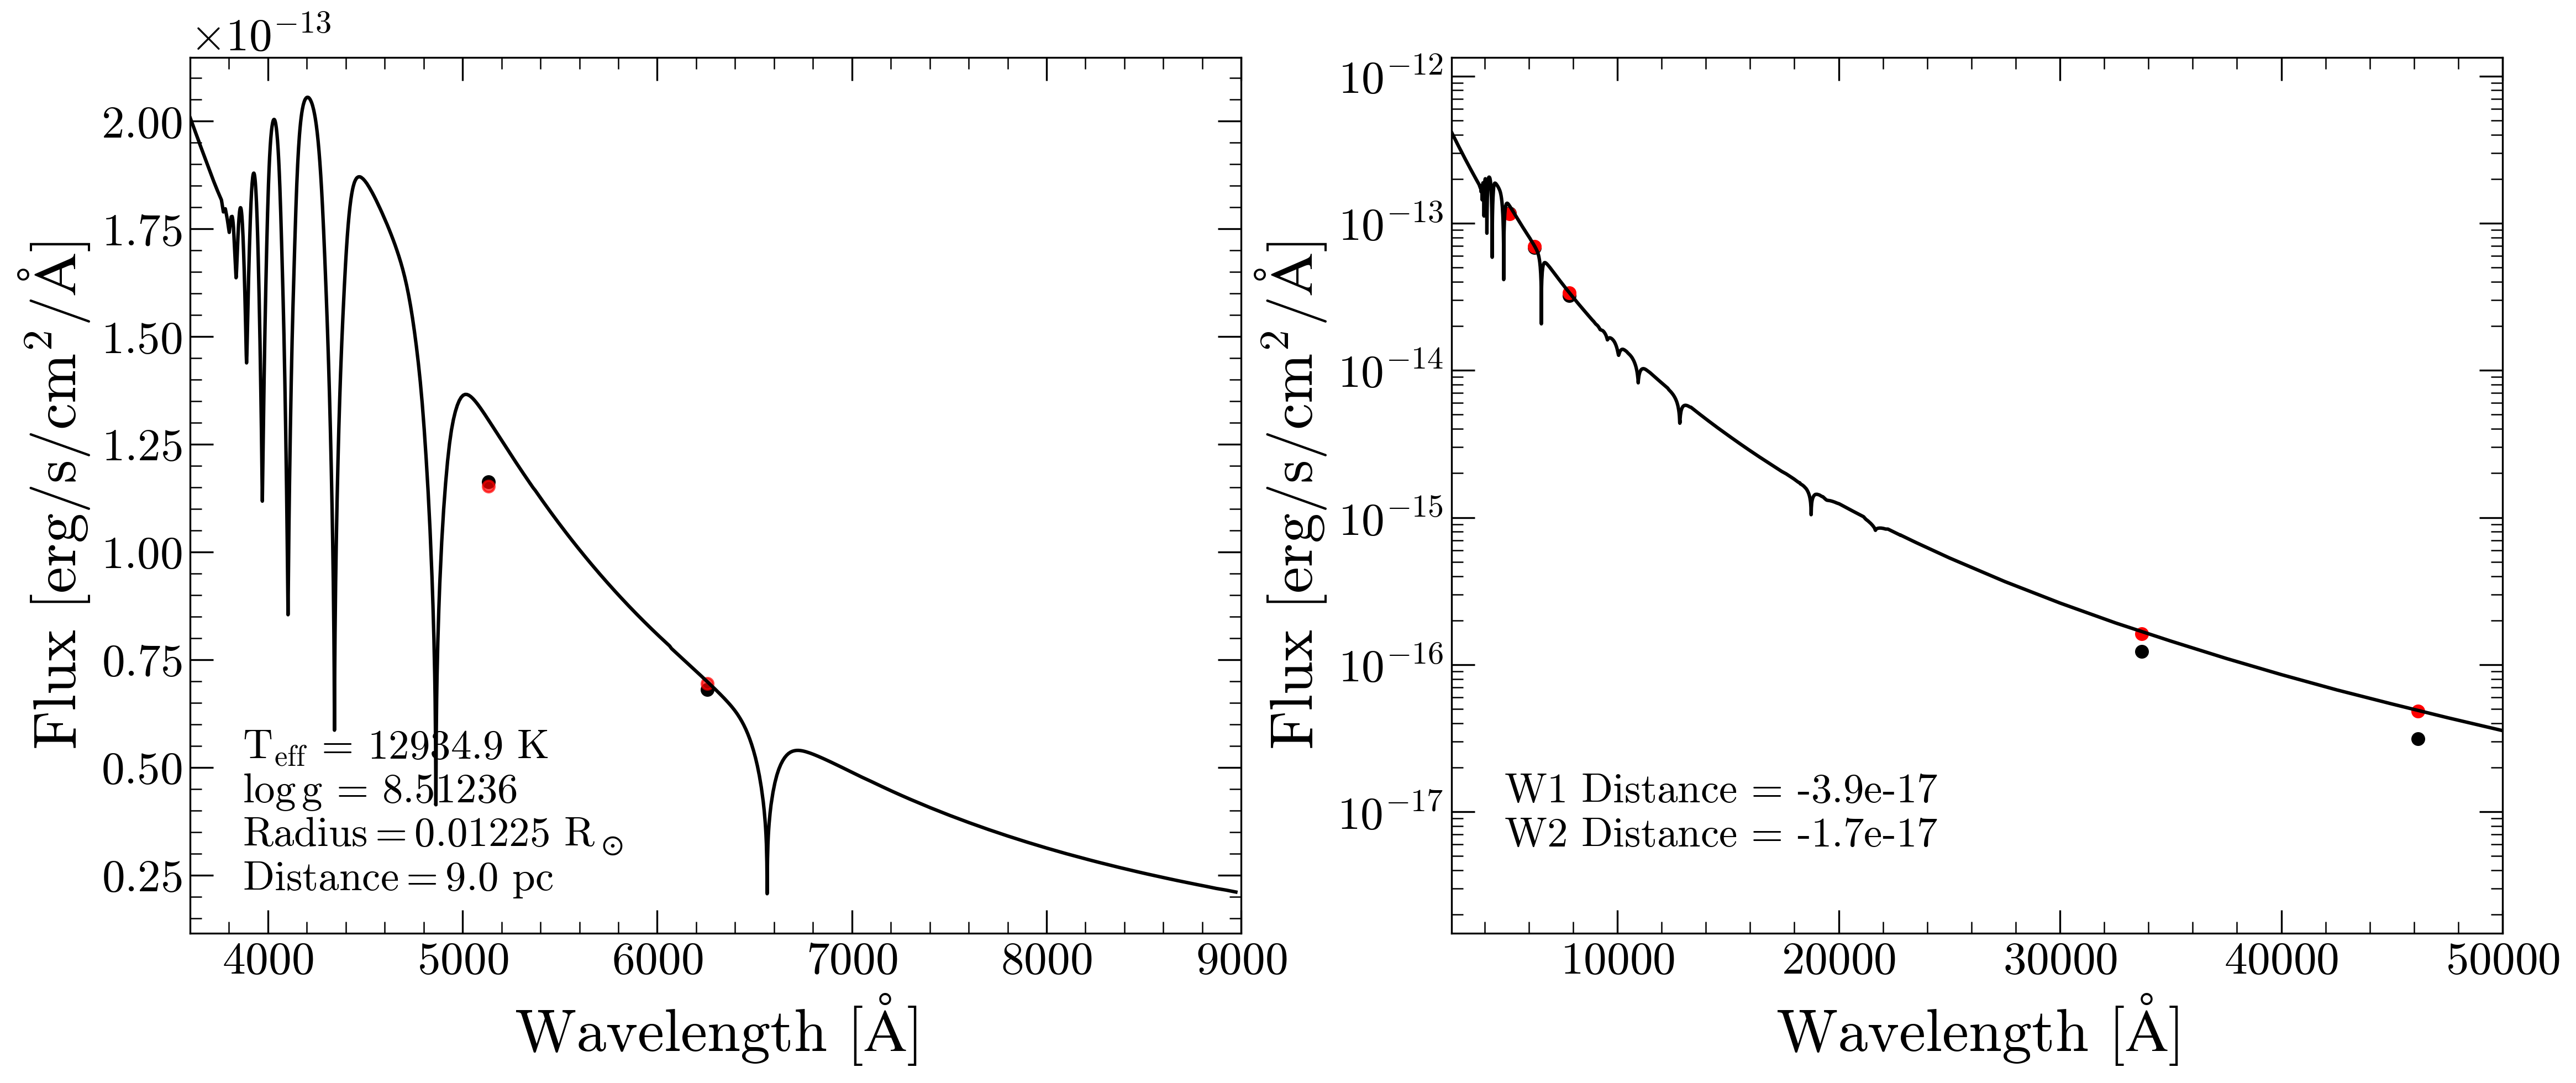 ×10⁻¹³
Flux [erg/s/cm²/Å]
2.00
1.75
1.50
1.25
1.00
0.75
0.50
0.25
T_eff = 12934.9 K
log g = 8.51236
Radius = 0.01225 R_⊙
Distance = 9.0 pc
4000 5000 6000 7000 8000 9000
Wavelength [Å]
Flux [erg/s/cm²/Å]
10⁻¹²
10⁻¹³
10⁻¹⁴
10⁻¹⁵
10⁻¹⁶
10⁻¹⁷
W1 Distance = -3.9e-17
W2 Distance = -1.7e-17
10000 20000 30000 40000 50000
Wavelength [Å]